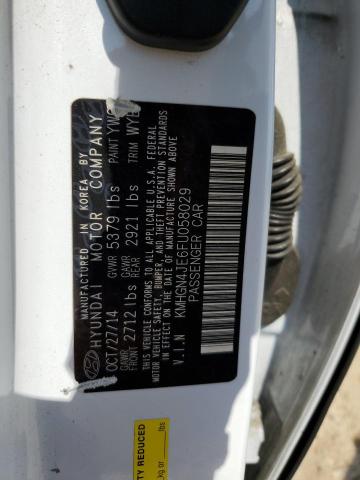 MANUFACTURED IN KOREA BY
HYUNDAI MOTOR COMPANY
OCT/27/14 GVWR 5379 lbs PAINT
GAWR FRONT 2712 lbs GAWR REAR 2921 lbs TRIM
THIS VEHICLE CONFORMS TO ALL APPLICABLE U.S.A. FEDERAL
MOTOR VEHICLE SAFETY, BUMPER, AND THEFT PREVENTION
STANDARDS IN EFFECT ON THE DATE OF MANUFACTURE SHOWN ABOVE.
V.I.N KMHGN4JE6FU058029
PASSENGER CAR
TY REDUCED
Kg or lbs